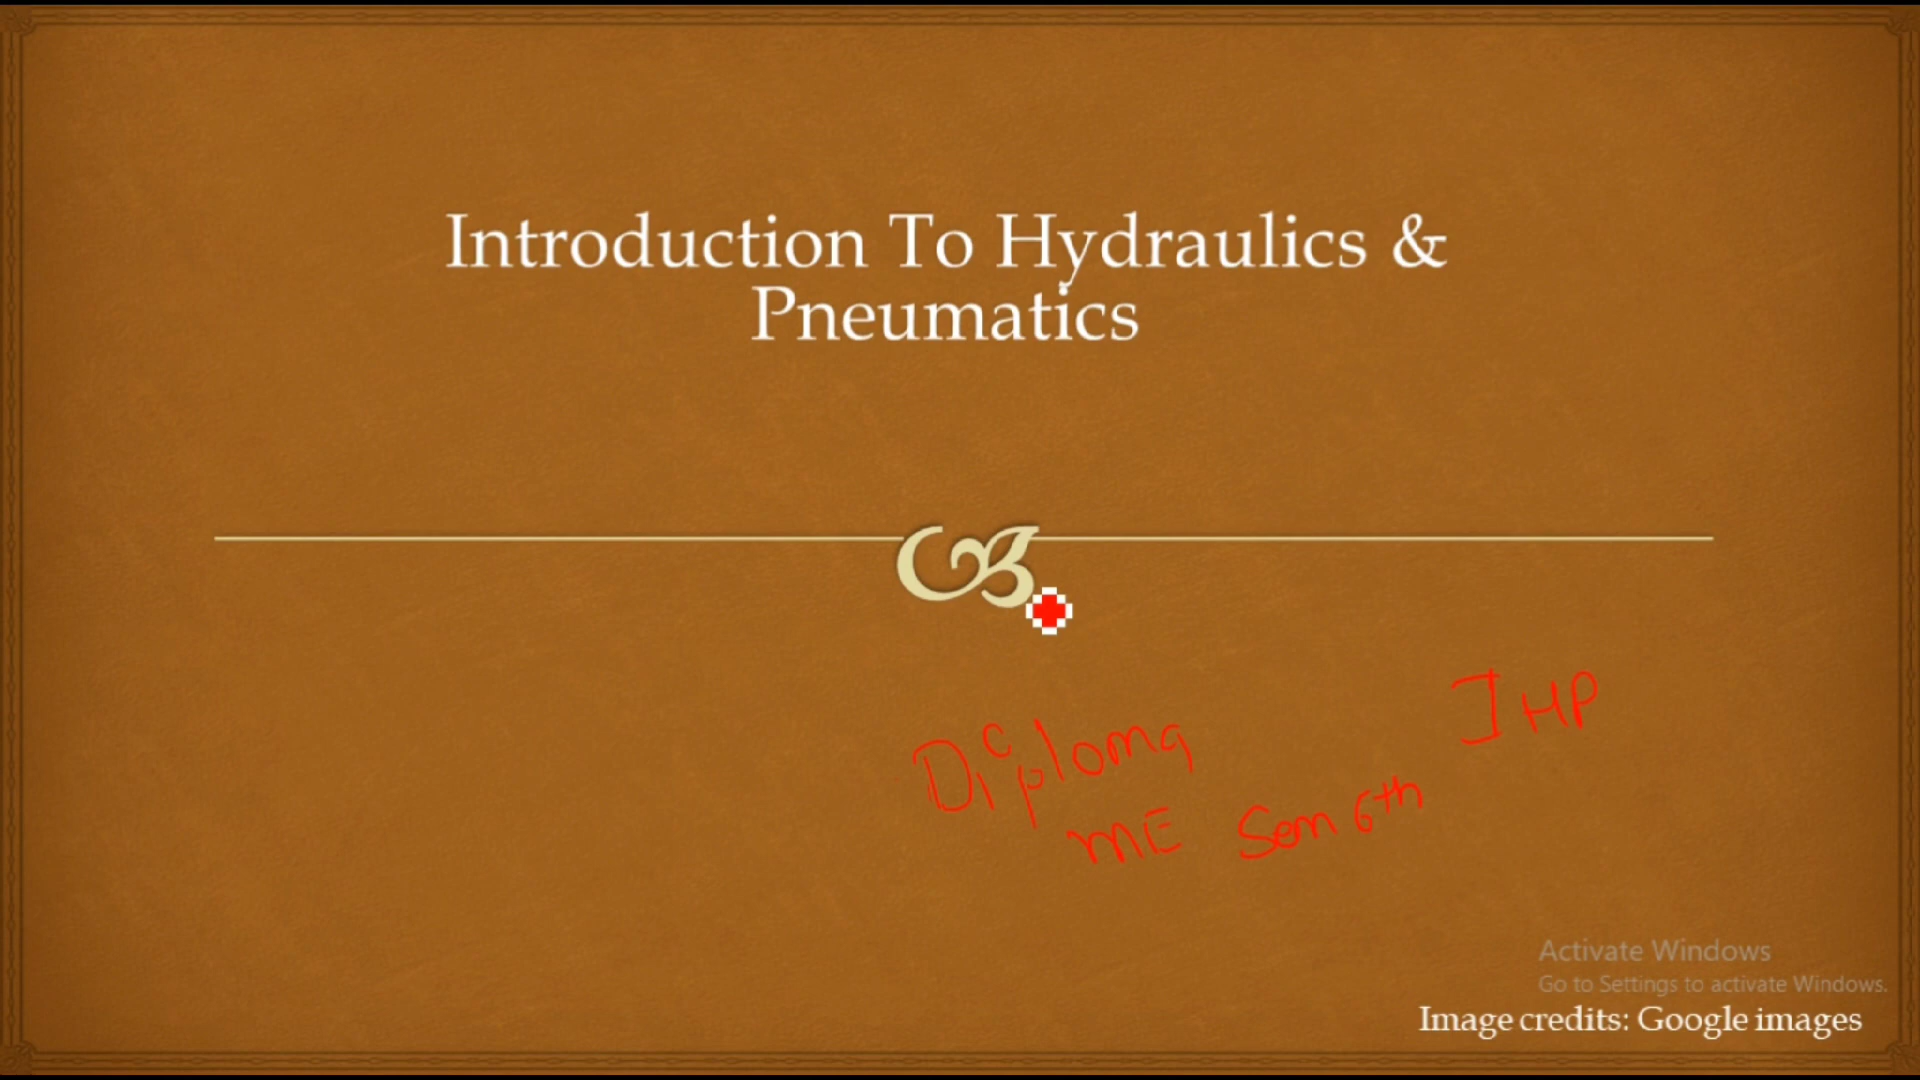 Introduction To Hydraulics &
Pneumatics
IHP
Diploma
ME Sem 6th
Activate Windows
Go to Settings to activate Windows.
Image credits: Google images